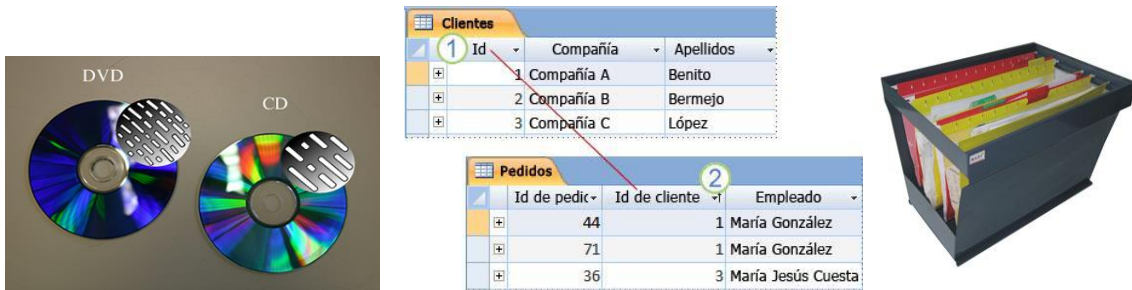 DVD
CD
Clientes
1
Id Compañía Apellidos
1 Compañía A Benito
2 Compañía B Bermejo
3 Compañía C López
Pedidos
2
Id de pedic Id de cliente Empleado
44 1 María González
71 1 María González
36 3 María Jesús Cuesta